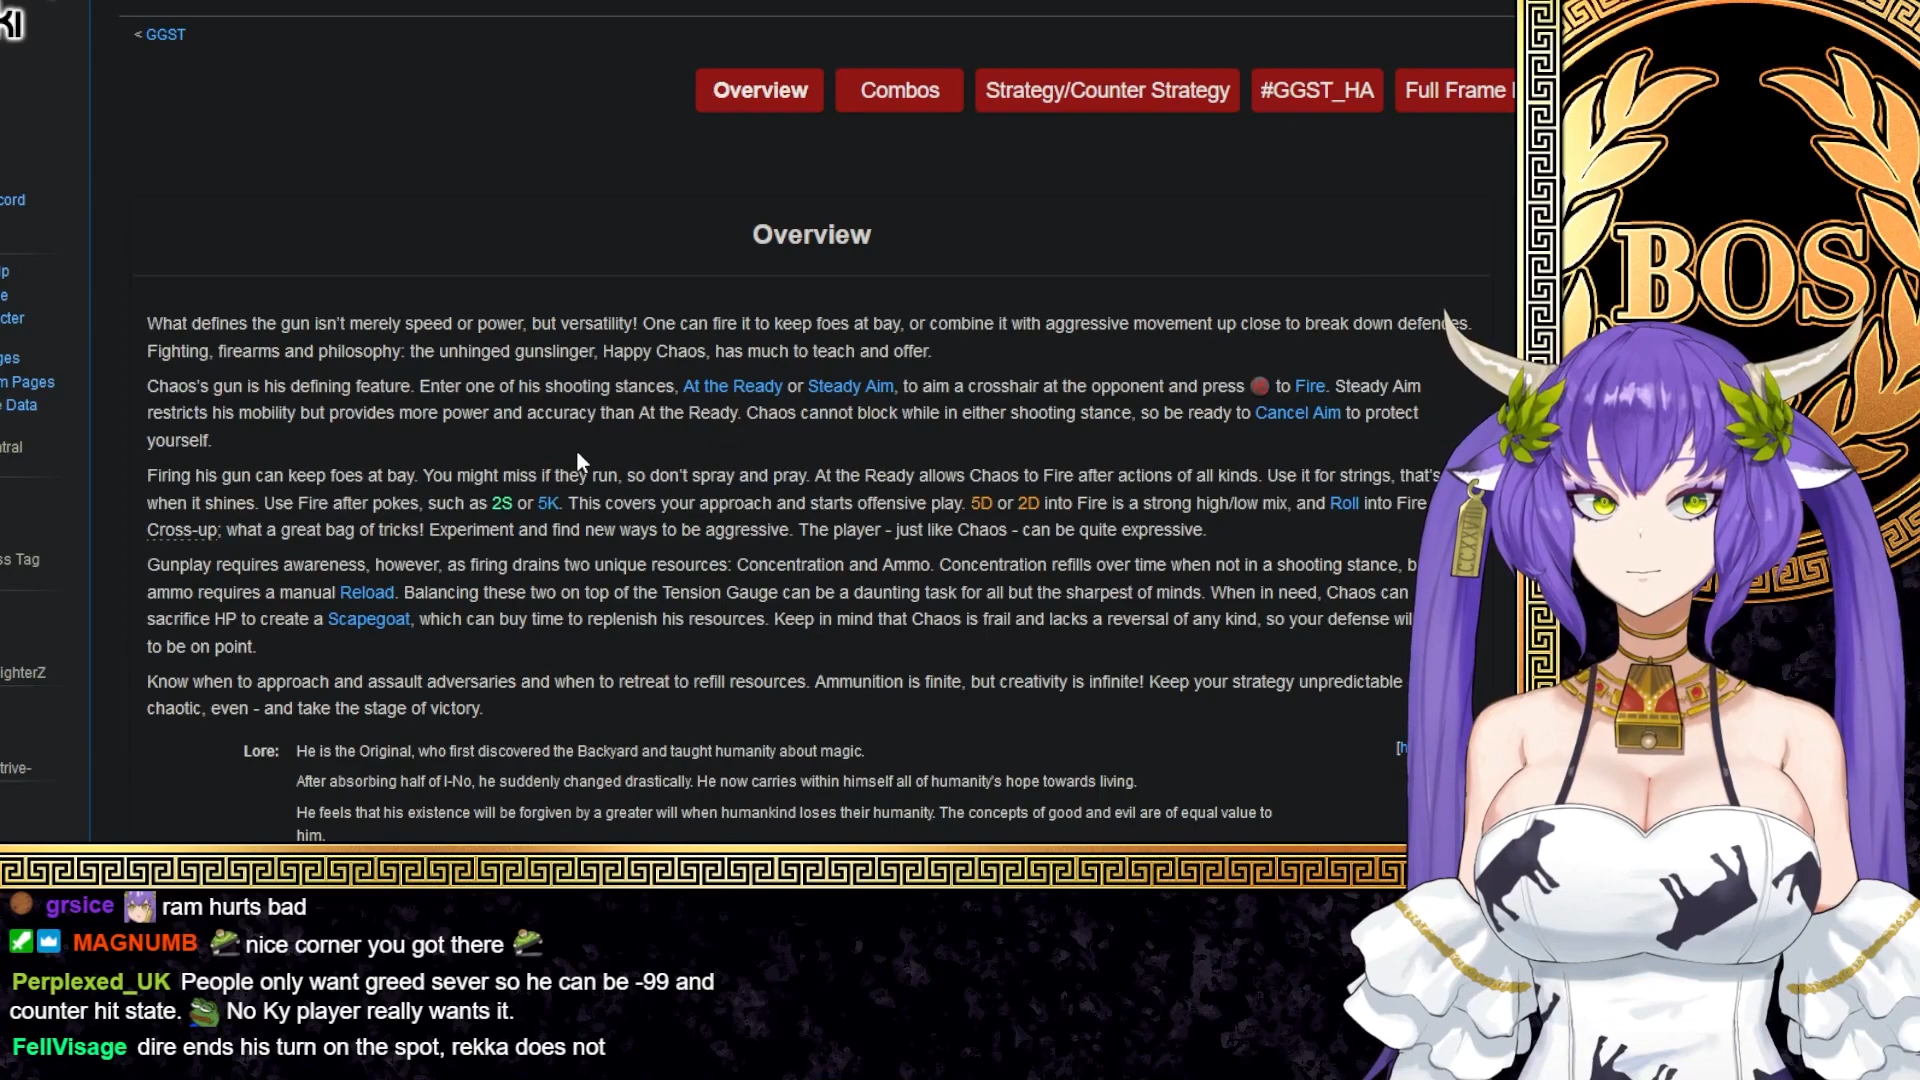 KI
< GGST
Overview Combos Strategy/Counter Strategy #GGST_HA Full Frame
cord
Overview
What defines the gun isn't merely speed or power, but versatility! One can fire it to keep foes at bay, or combine it with aggressive movement up close to break down defences.
Fighting, firearms and philosophy: the unhinged gunslinger, Happy Chaos, has much to teach and offer.
Chaos's gun is his defining feature. Enter one of his shooting stances, At the Ready or Steady Aim, to aim a crosshair at the opponent and press to Fire. Steady Aim
restricts his mobility but provides more power and accuracy than At the Ready. Chaos cannot block while in either shooting stance, so be ready to Cancel Aim to protect
yourself.
Firing his gun can keep foes at bay. You might miss if they run, so don't spray and pray. At the Ready allows Chaos to Fire after actions of all kinds. Use it for strings, that's
when it shines. Use Fire after pokes, such as 2S or 5K. This covers your approach and starts offensive play. 5D or 2D into Fire is a strong high/low mix, and Roll into Fire
Cross-up; what a great bag of tricks! Experiment and find new ways to be aggressive. The player - just like Chaos - can be quite expressive.
Gunplay requires awareness, however, as firing drains two unique resources: Concentration and Ammo. Concentration refills over time when not in a shooting stance, b
ammo requires a manual Reload. Balancing these two on top of the Tension Gauge can be a daunting task for all but the sharpest of minds. When in need, Chaos can
sacrifice HP to create a Scapegoat, which can buy time to replenish his resources. Keep in mind that Chaos is frail and lacks a reversal of any kind, so your defense wil
to be on point.
Know when to approach and assault adversaries and when to retreat to refill resources. Ammunition is finite, but creativity is infinite! Keep your strategy unpredictable
chaotic, even - and take the stage of victory.
Lore: He is the Original, who first discovered the Backyard and taught humanity about magic. [h
After absorbing half of I-No, he suddenly changed drastically. He now carries within himself all of humanity's hope towards living.
He feels that his existence will be forgiven by a greater will when humankind loses their humanity. The concepts of good and evil are of equal value to
him.
lp
e
cter
ges
m Pages
e Data
ntral
ss Tag
ighterZ
trive-
BOS
CCXXVIII
grsice ram hurts bad
MAGNUMB nice corner you got there
Perplexed_UK People only want greed sever so he can be -99 and
counter hit state. No Ky player really wants it.
FellVisage dire ends his turn on the spot, rekka does not